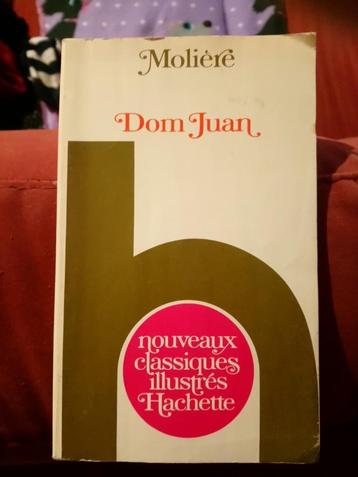 Molière
Dom Juan
h
nouveaux
classiques
illustrés
Hachette